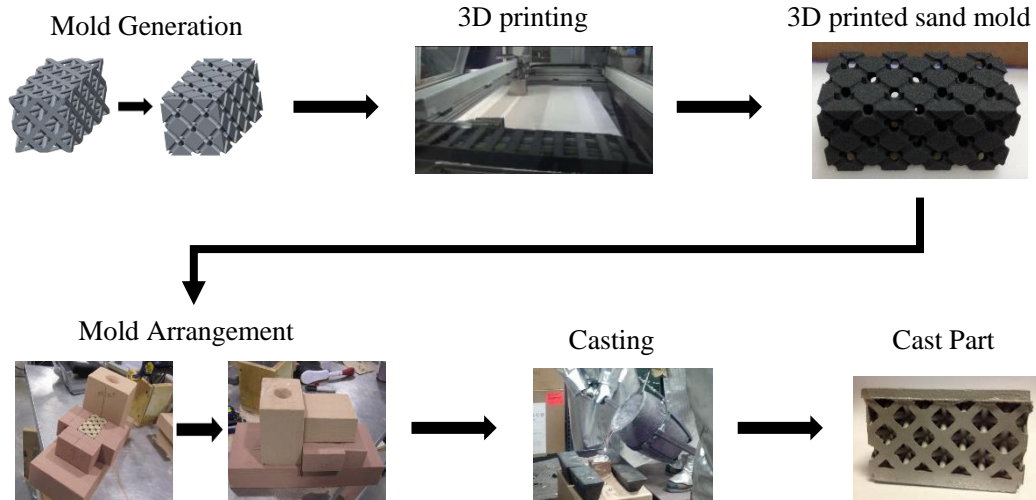 Mold Generation
3D printing
3D printed sand mold
Mold Arrangement
Casting
Cast Part